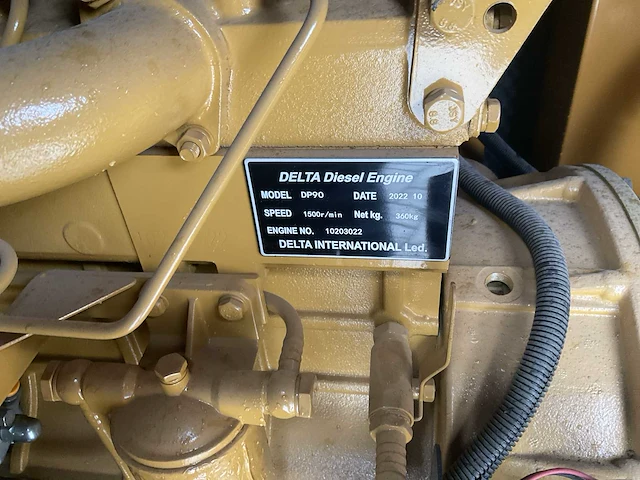 DELTA Diesel Engine
MODEL DP90 DATE 2022 10
SPEED 1500r/min Net kg. 360kg
ENGINE NO. 10203022
DELTA INTERNATIONAL Led.